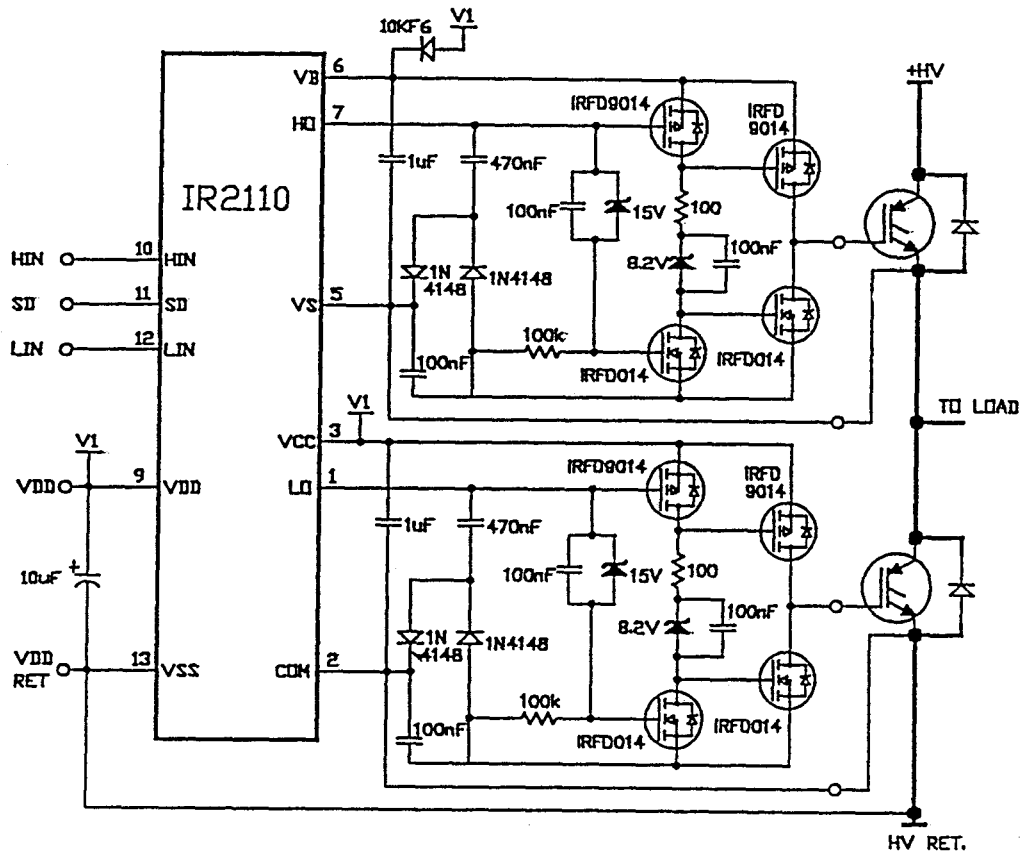 10KF6
V1
VB 6
HO 7
IR2110
1uF
470nF
100nF
15V
IRFD9014
IRFD
9014
100
8.2V
100nF
+HV
HIN
10
HIN
SD
11
SD
LIN
12
LIN
VS 5
1N
4148
1N4148
100nF
100k
IRFD014
IRFD014
TO LOAD
V1
VCC 3
LO 1
V1
VDD
9
VDD
1uF
470nF
100nF
15V
IRFD9014
IRFD
9014
100
8.2V
100nF
10uF
+
VDD
RET
13
VSS
COM 2
1N
4148
1N4148
100nF
100k
IRFD014
IRFD014
HV RET.